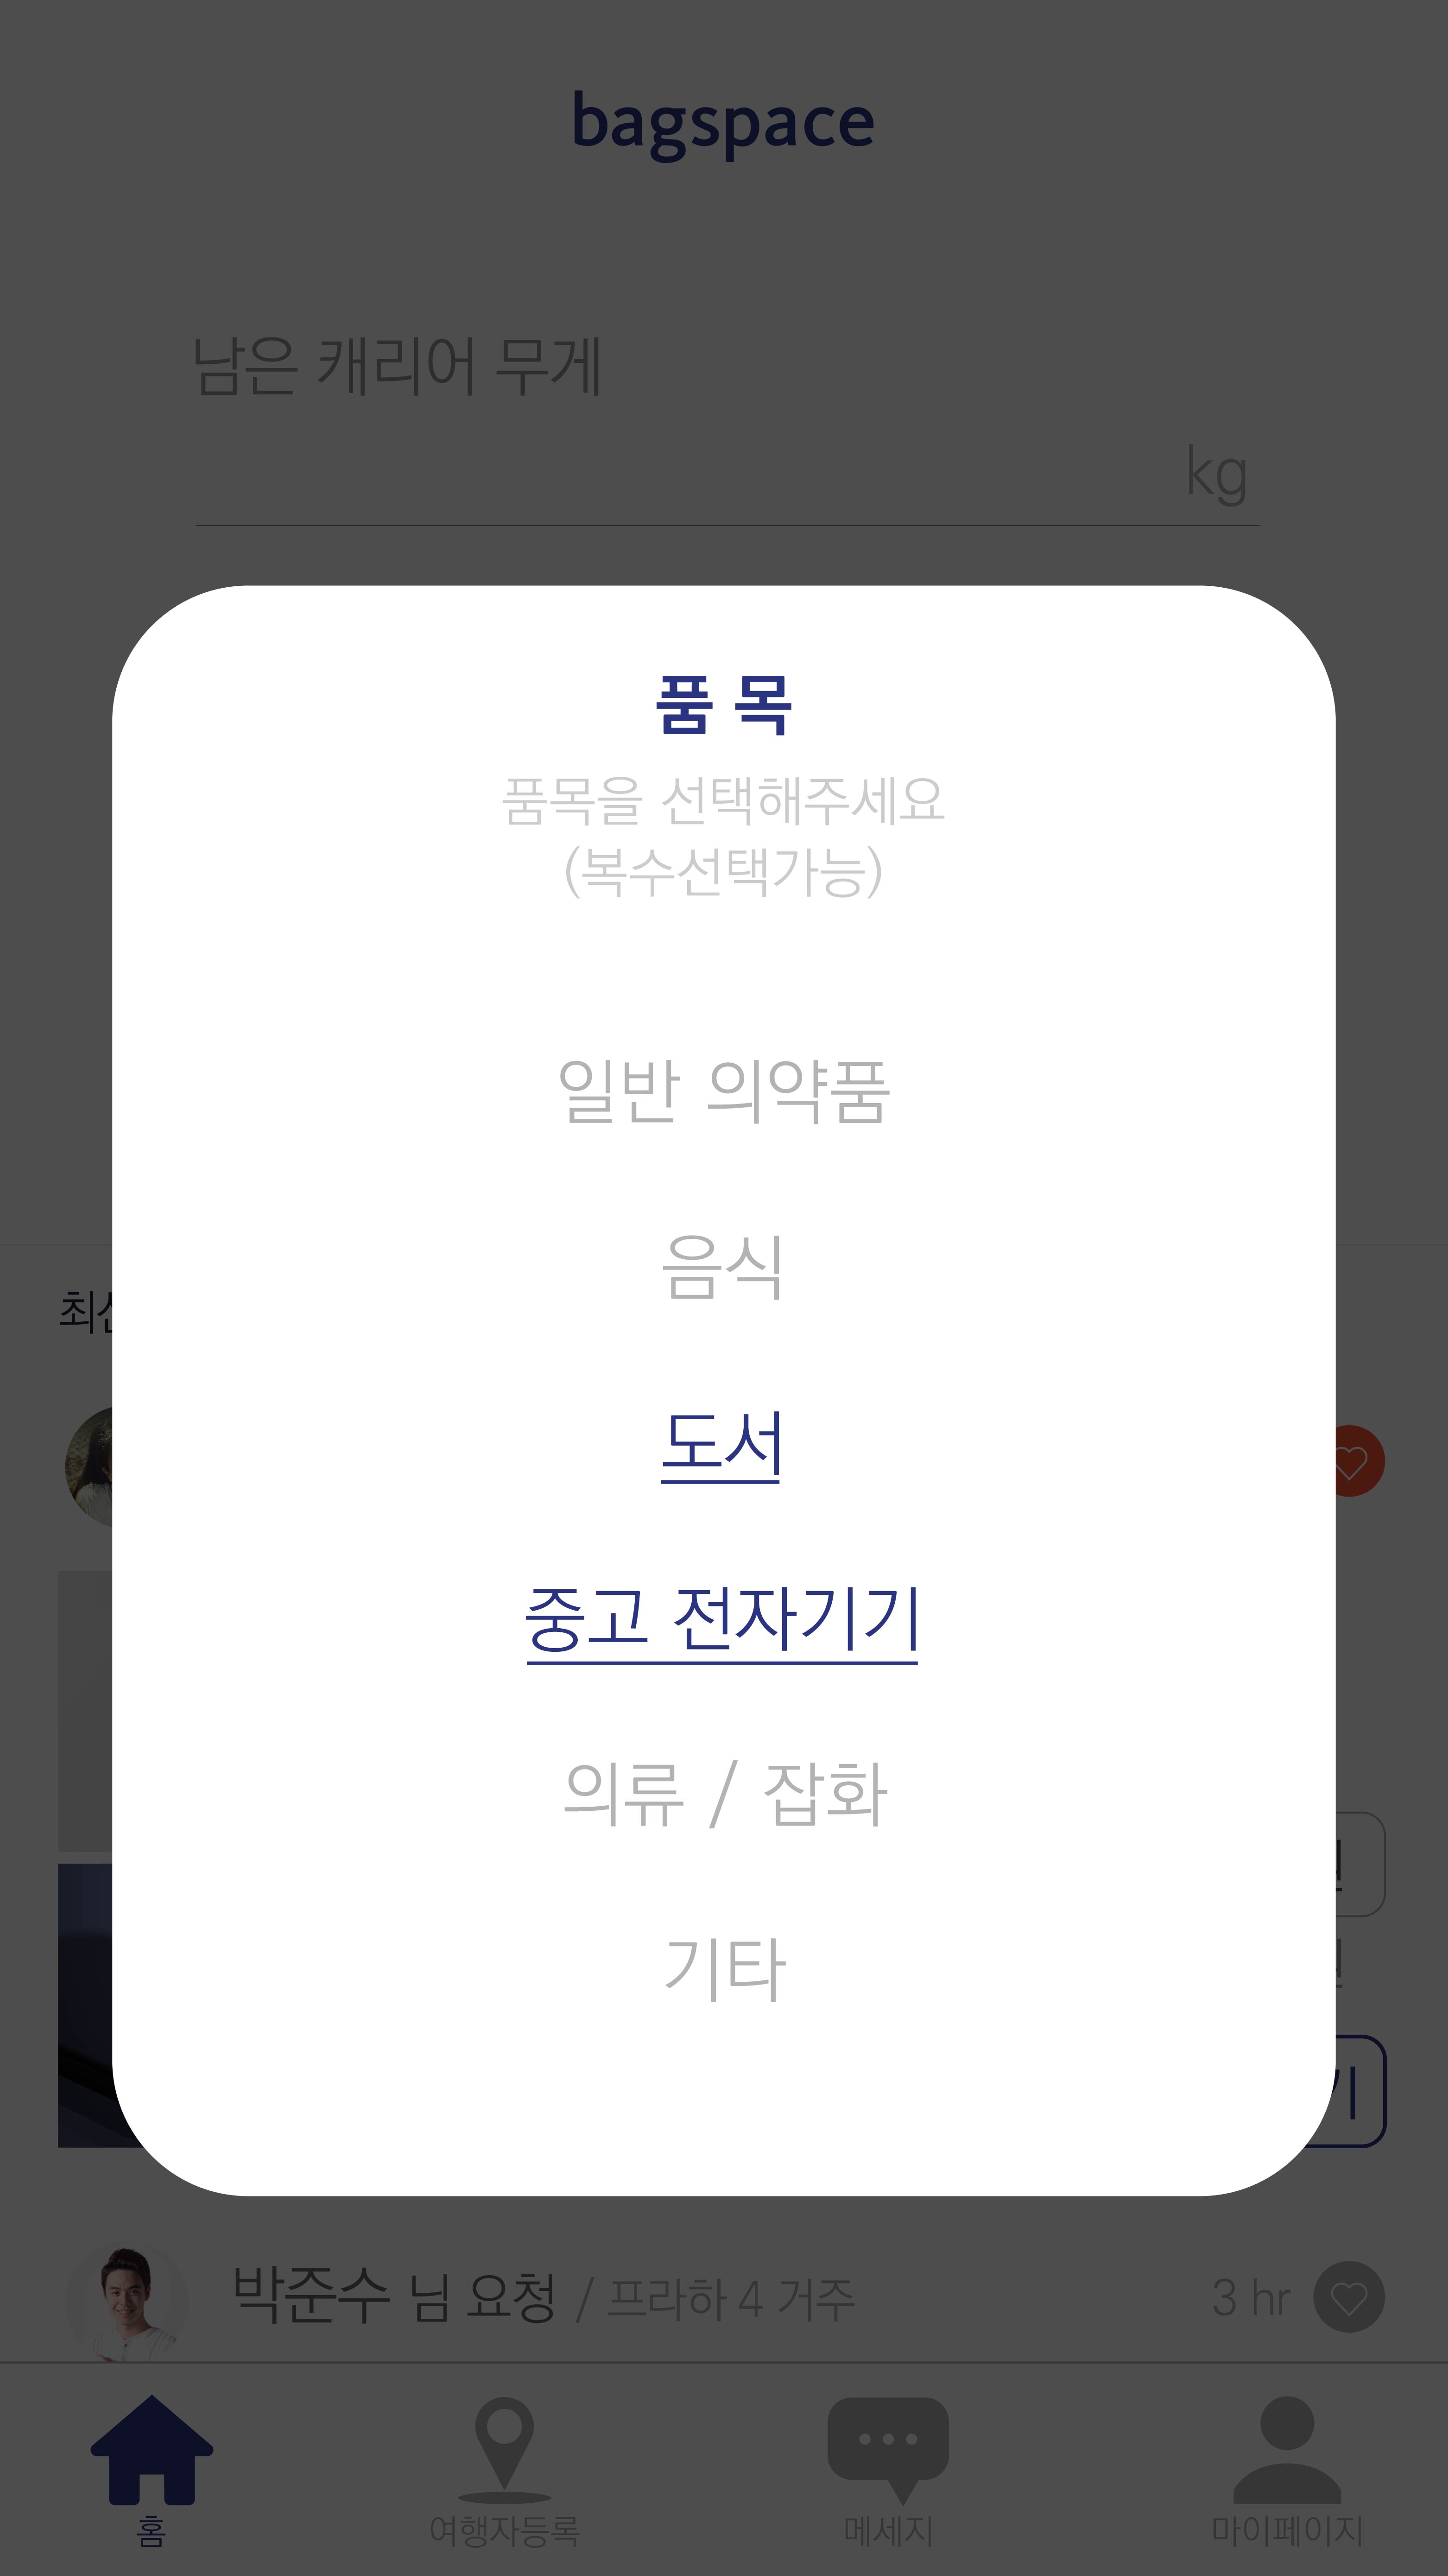 bagspace
남은 캐리어 무게
kg
품 목
품목을 선택해주세요
(복수선택가능)
일반 의약품
음식
도서
중고 전자기기
의류 / 잡화
기타
박준수 님 요청 / 프라하 4 거주
3 hr
홈
여행자등록
메세지
마이페이지